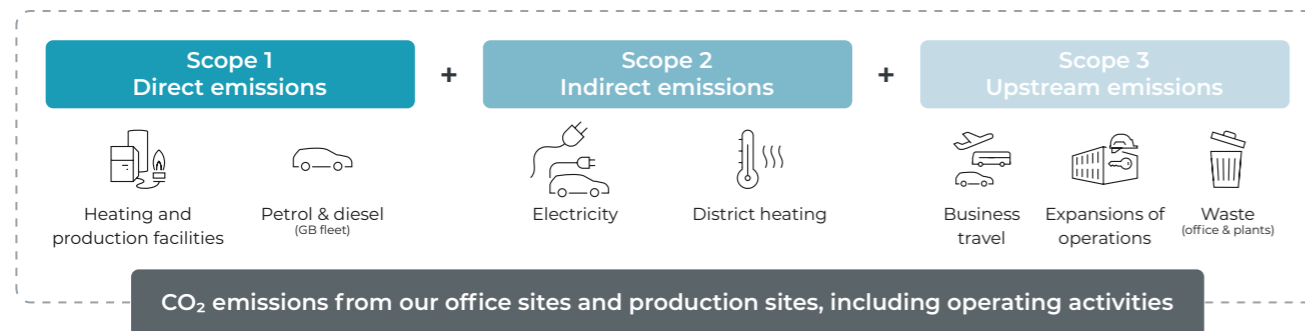 Scope 1
Direct emissions
+
Scope 2
Indirect emissions
+
Scope 3
Upstream emissions
Heating and
production facilities
Petrol & diesel
(GB fleet)
Electricity
District heating
Business
travel
Expansions of
operations
Waste
(office & plants)
CO₂ emissions from our office sites and production sites, including operating activities